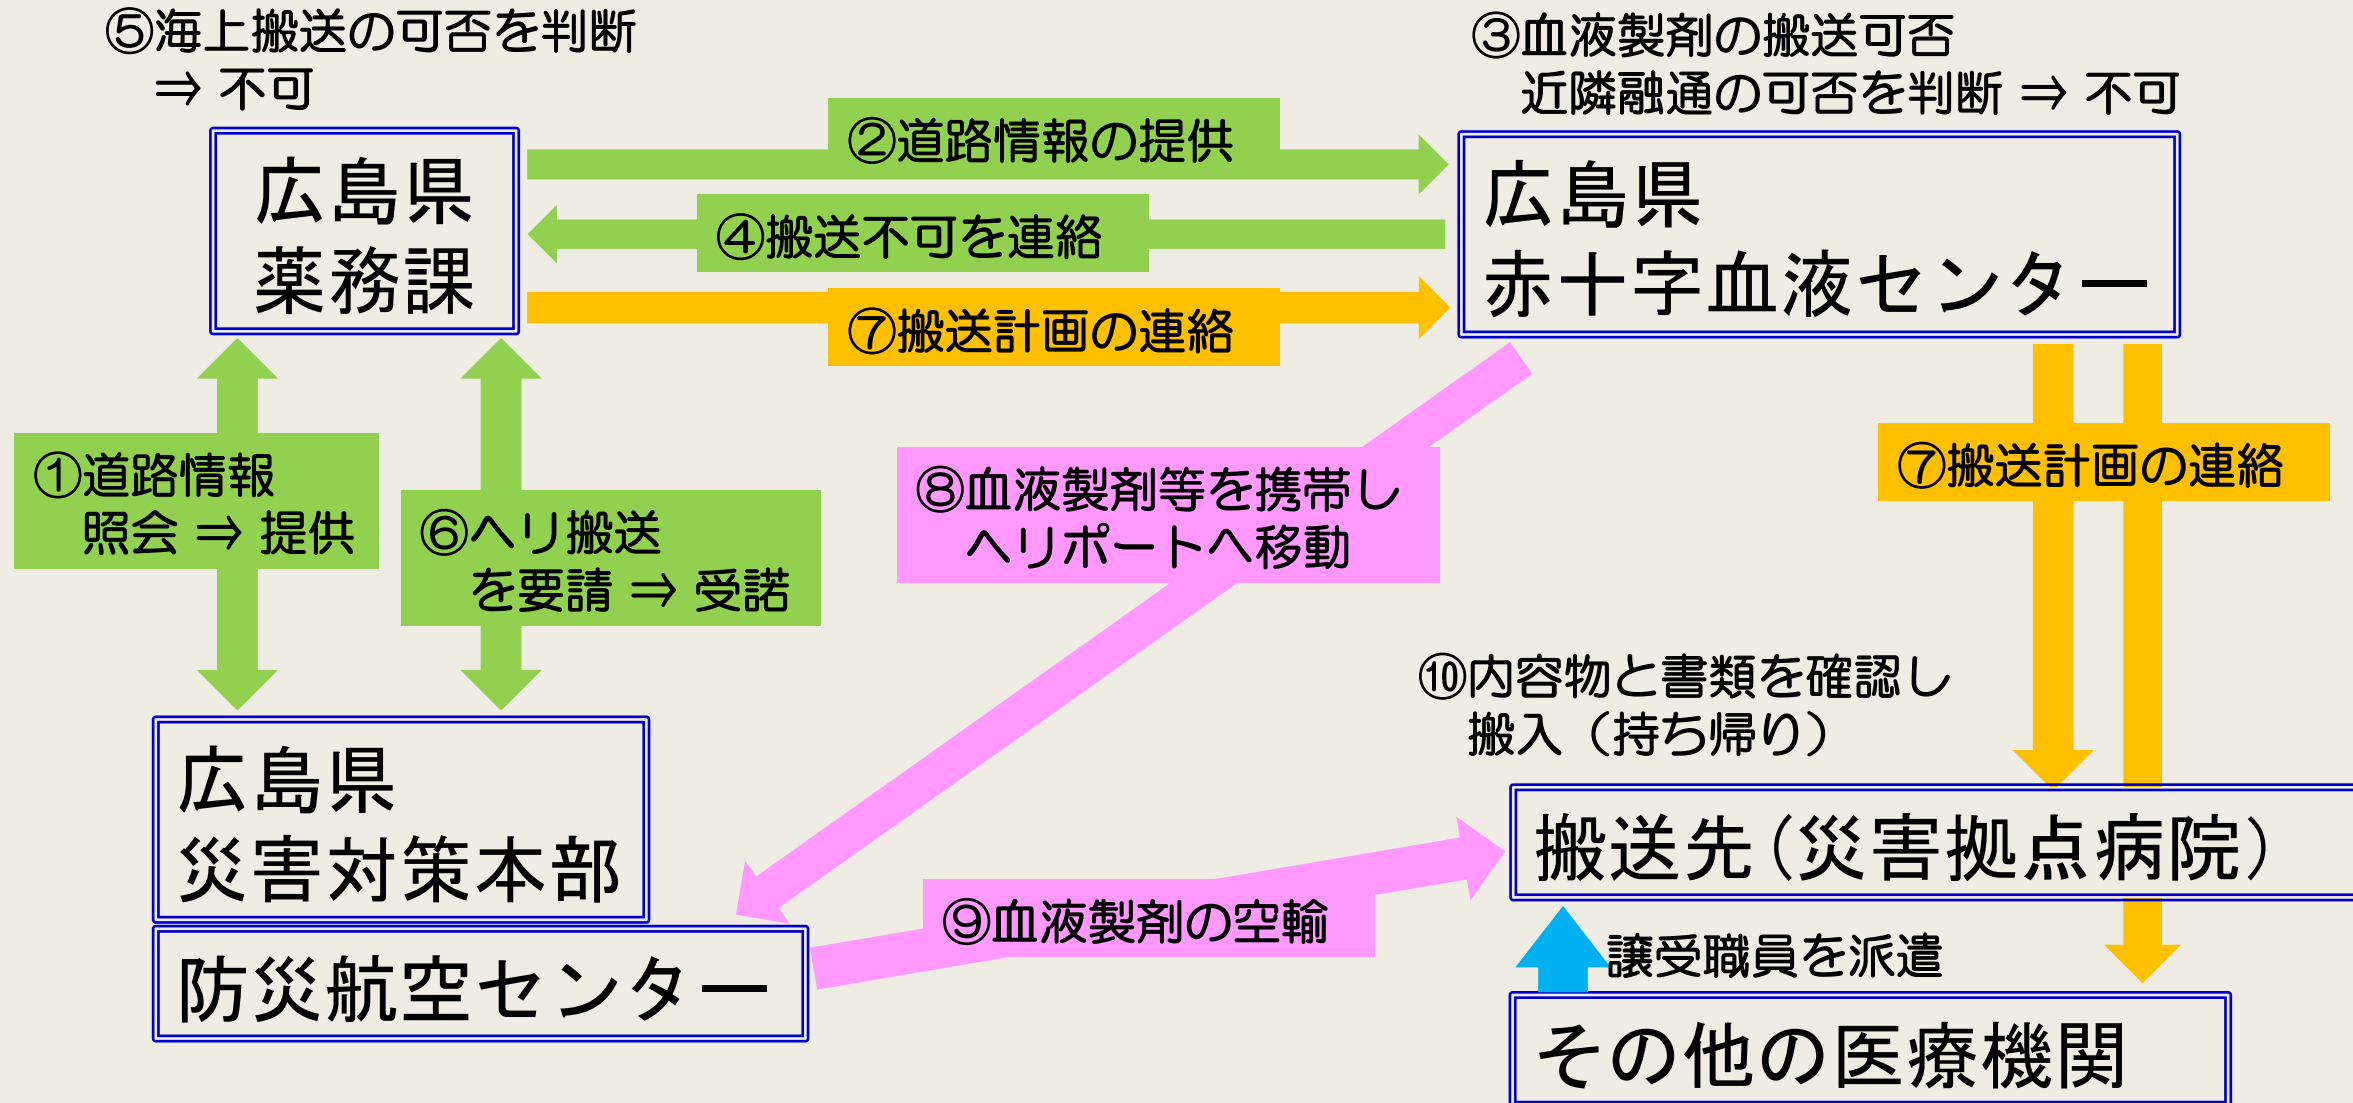 ⑤海上搬送の可否を判断
⇒ 不可
③血液製剤の搬送可否
近隣融通の可否を判断 ⇒ 不可
広島県
薬務課
②道路情報の提供
④搬送不可を連絡
⑦搬送計画の連絡
広島県
赤十字血液センター
①道路情報
照会 ⇒ 提供
⑥ヘリ搬送
を要請 ⇒ 受諾
⑧血液製剤等を携帯し
ヘリポートへ移動
⑦搬送計画の連絡
広島県
災害対策本部
防災航空センター
⑨血液製剤の空輸
⑩内容物と書類を確認し
搬入（持ち帰り）
搬送先（災害拠点病院）
譲受職員を派遣
その他の医療機関